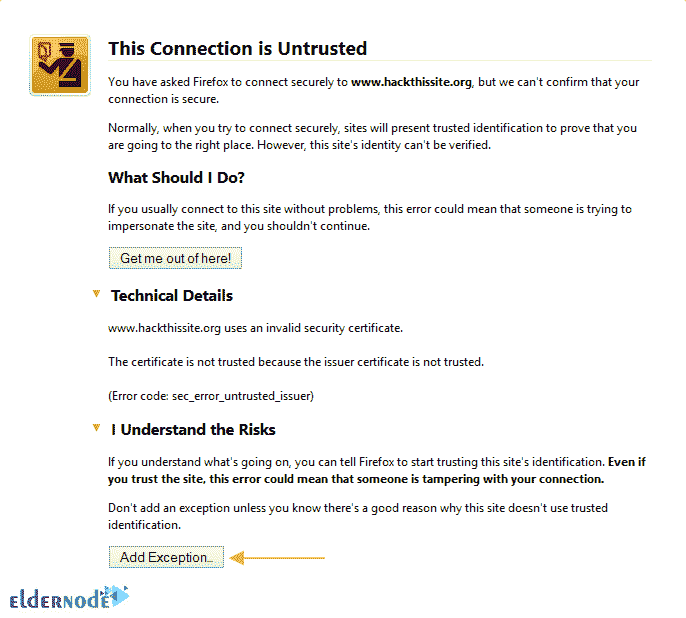 This Connection is Untrusted
You have asked Firefox to connect securely to www.hackthissite.org, but we can't confirm that your
connection is secure.
Normally, when you try to connect securely, sites will present trusted identification to prove that you
are going to the right place. However, this site's identity can't be verified.
What Should I Do?
If you usually connect to this site without problems, this error could mean that someone is trying to
impersonate the site, and you shouldn't continue.
Get me out of here!
Technical Details
www.hackthissite.org uses an invalid security certificate.
The certificate is not trusted because the issuer certificate is not trusted.
(Error code: sec_error_untrusted_issuer)
I Understand the Risks
If you understand what's going on, you can tell Firefox to start trusting this site's identification. Even if
you trust the site, this error could mean that someone is tampering with your connection.
Don't add an exception unless you know there's a good reason why this site doesn't use trusted
identification.
Add Exception...
ELDERNODE